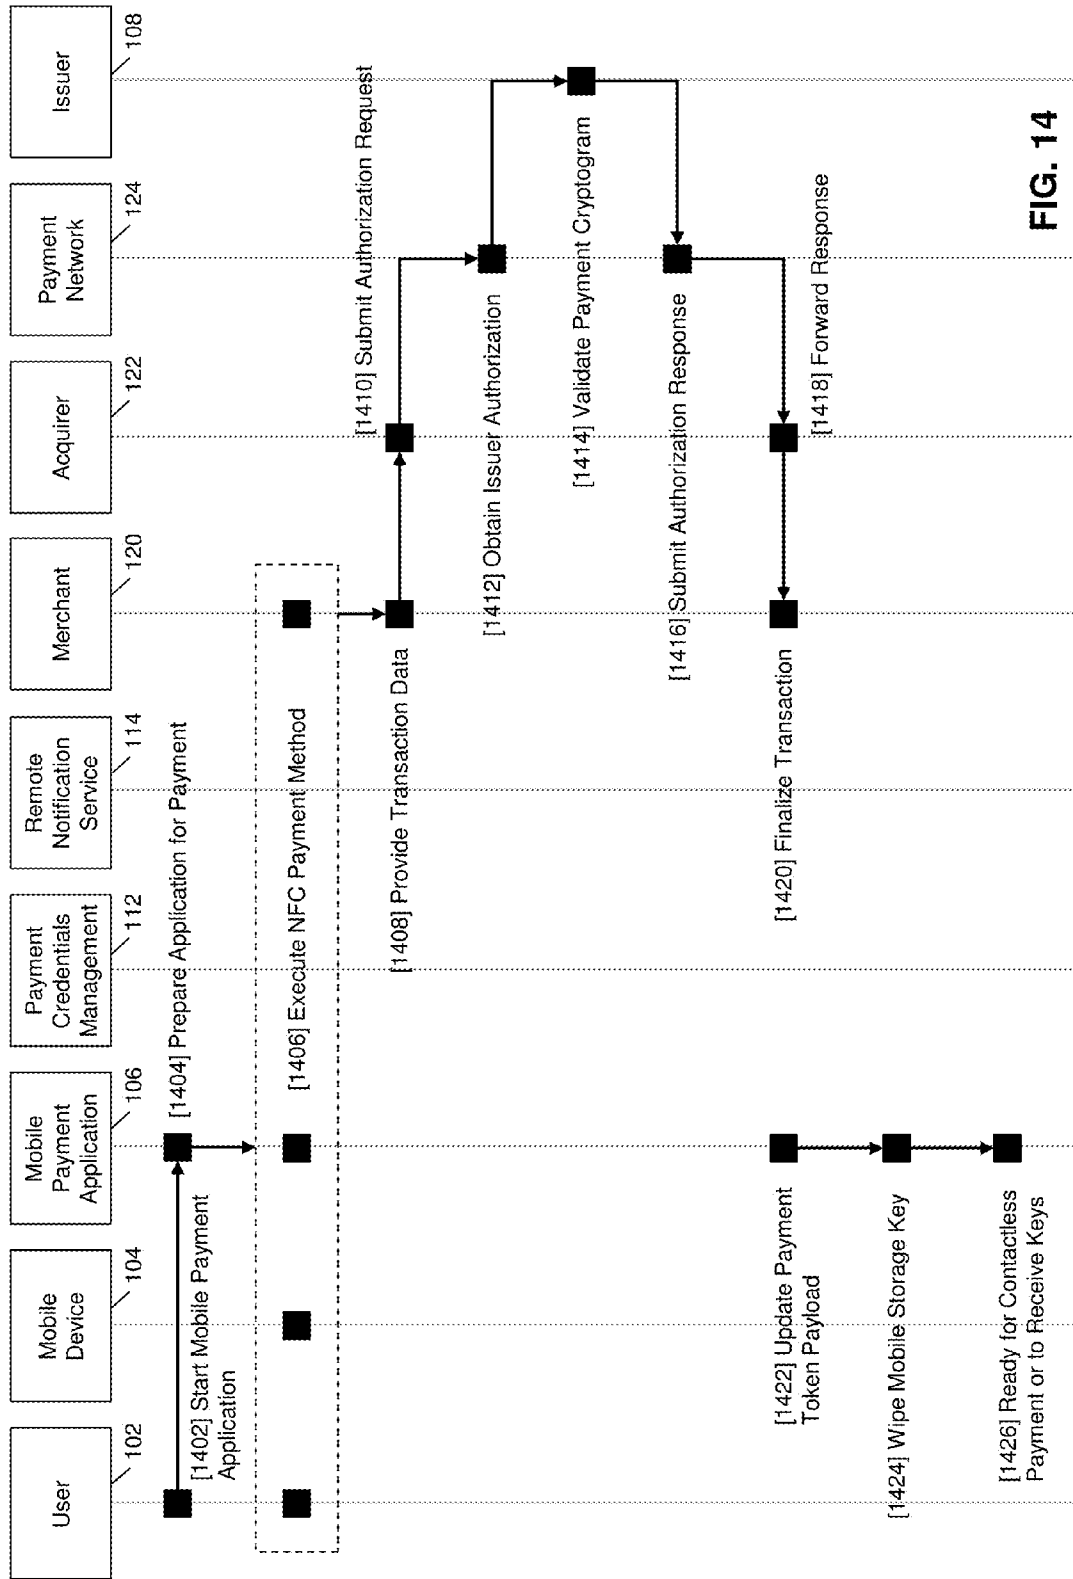 User
102
Mobile
Device
104
Mobile
Payment
Application
106
Payment
Credentials
Management
112
Remote
Notification
Service
114
Merchant
120
Acquirer
122
Payment
Network
124
Issuer
108
[1402] Start Mobile Payment
Application
[1404] Prepare Application for Payment
[1406] Execute NFC Payment Method
[1408] Provide Transaction Data
[1410] Submit Authorization Request
[1412] Obtain Issuer Authorization
[1414] Validate Payment Cryptogram
[1416] Submit Authorization Response
[1418] Forward Response
[1420] Finalize Transaction
[1422] Update Payment
Token Payload
[1424] Wipe Mobile Storage Key
[1426] Ready for Contactless
Payment or to Receive Keys
FIG. 14